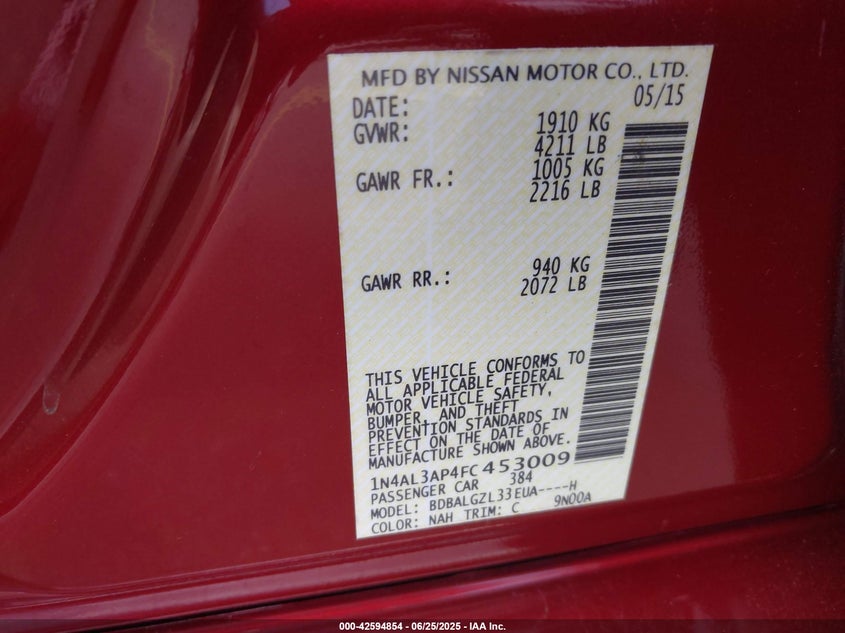 MFD BY NISSAN MOTOR CO., LTD.
DATE: 05/15
GVWR: 1910 KG
4211 LB
GAWR FR.: 1005 KG
2216 LB
GAWR RR.: 940 KG
2072 LB
THIS VEHICLE CONFORMS TO
ALL APPLICABLE FEDERAL
MOTOR VEHICLE SAFETY,
BUMPER, AND THEFT
PREVENTION STANDARDS IN
EFFECT ON THE DATE OF
MANUFACTURE SHOWN ABOVE.
1N4AL3AP4FC453009
PASSENGER CAR 384
MODEL: BDBALGZL33EUA----H
COLOR: NAH TRIM: C 9N00A
000-42594854 - 06/25/2025 - IAA Inc.